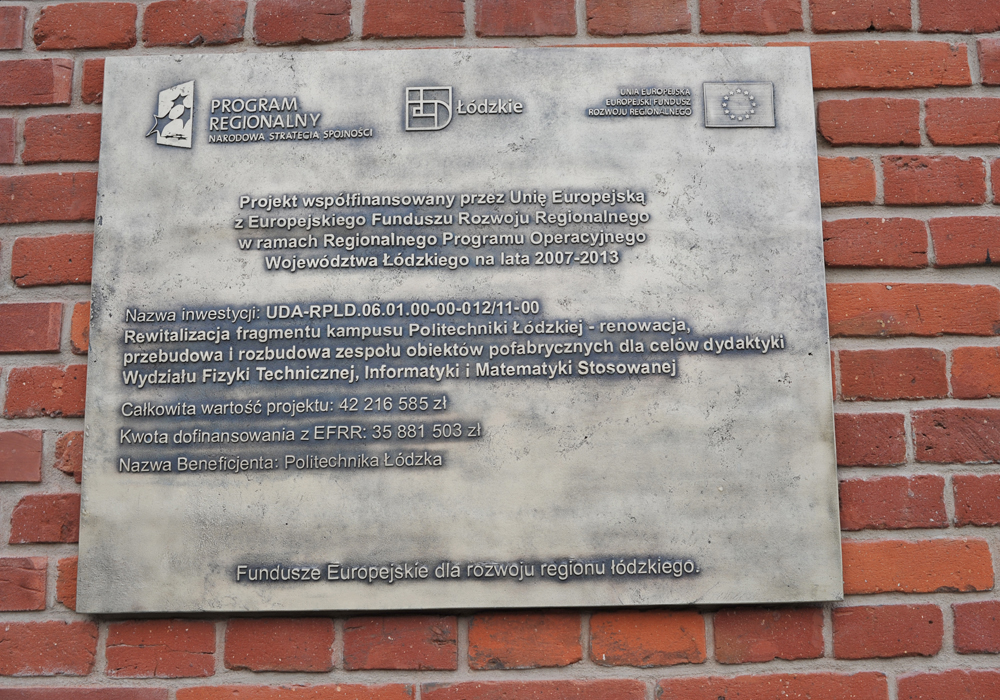 PROGRAM
REGIONALNY
NARODOWA STRATEGIA SPÓJNOŚCI
Łódzkie
UNIA EUROPEJSKA
EUROPEJSKI FUNDUSZ
ROZWOJU REGIONALNEGO
Projekt współfinansowany przez Unię Europejską
z Europejskiego Funduszu Rozwoju Regionalnego
w ramach Regionalnego Programu Operacyjnego
Województwa Łódzkiego na lata 2007-2013
Nazwa inwestycji: UDA-RPLD.06.01.00-00-012/11-00
Rewitalizacja fragmentu kampusu Politechniki Łódzkiej - renowacja,
przebudowa i rozbudowa zespołu obiektów pofabrycznych dla celów dydaktyki
Wydziału Fizyki Technicznej, Informatyki i Matematyki Stosowanej
Całkowita wartość projektu: 42 216 585 zł
Kwota dofinansowania z EFRR: 35 881 503 zł
Nazwa Beneficjenta: Politechnika Łódzka
Fundusze Europejskie dla rozwoju regionu łódzkiego.